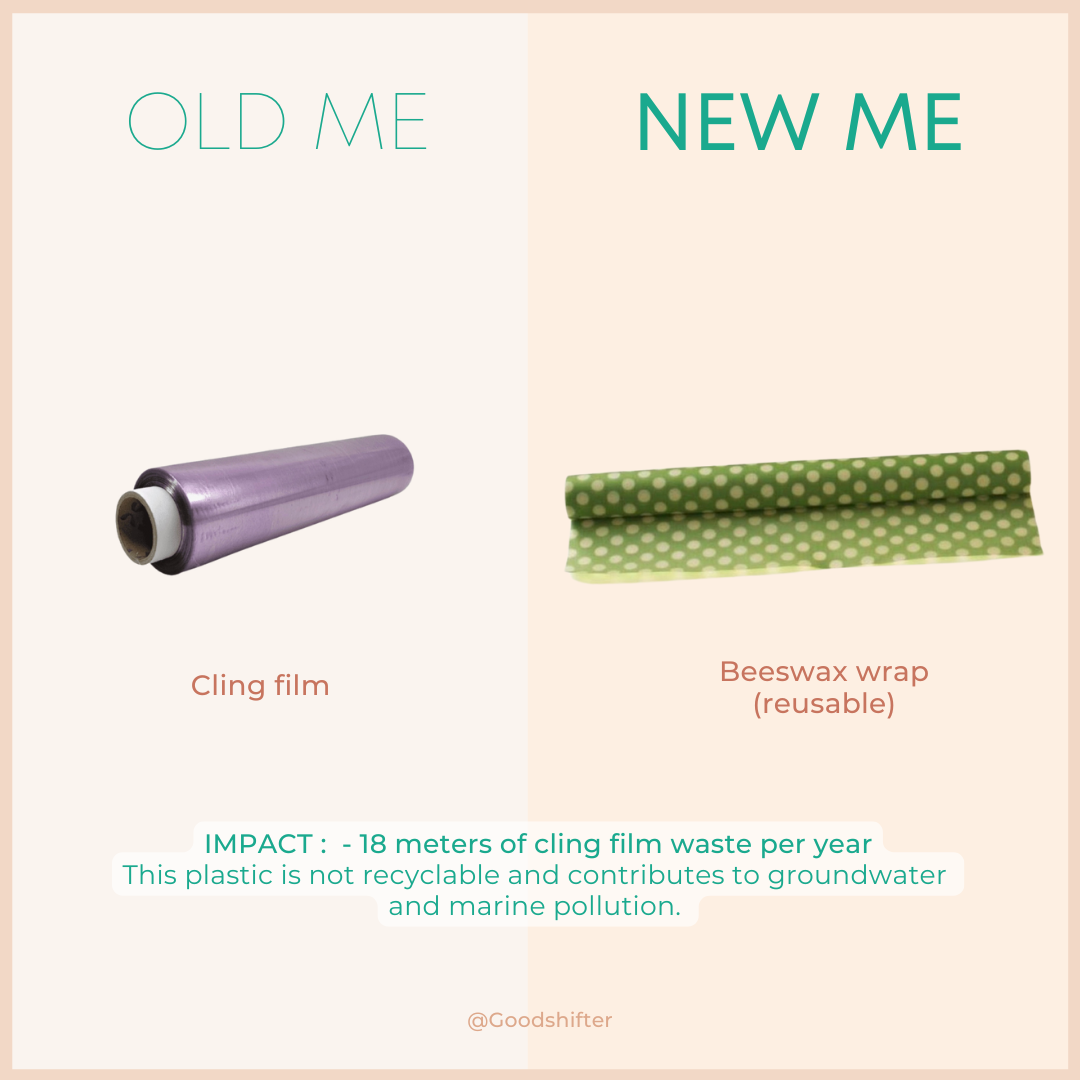 OLD ME
NEW ME
Cling film
Beeswax wrap
(reusable)
IMPACT :  - 18 meters of cling film waste per year
This plastic is not recyclable and contributes to groundwater
and marine pollution.
@Goodshifter